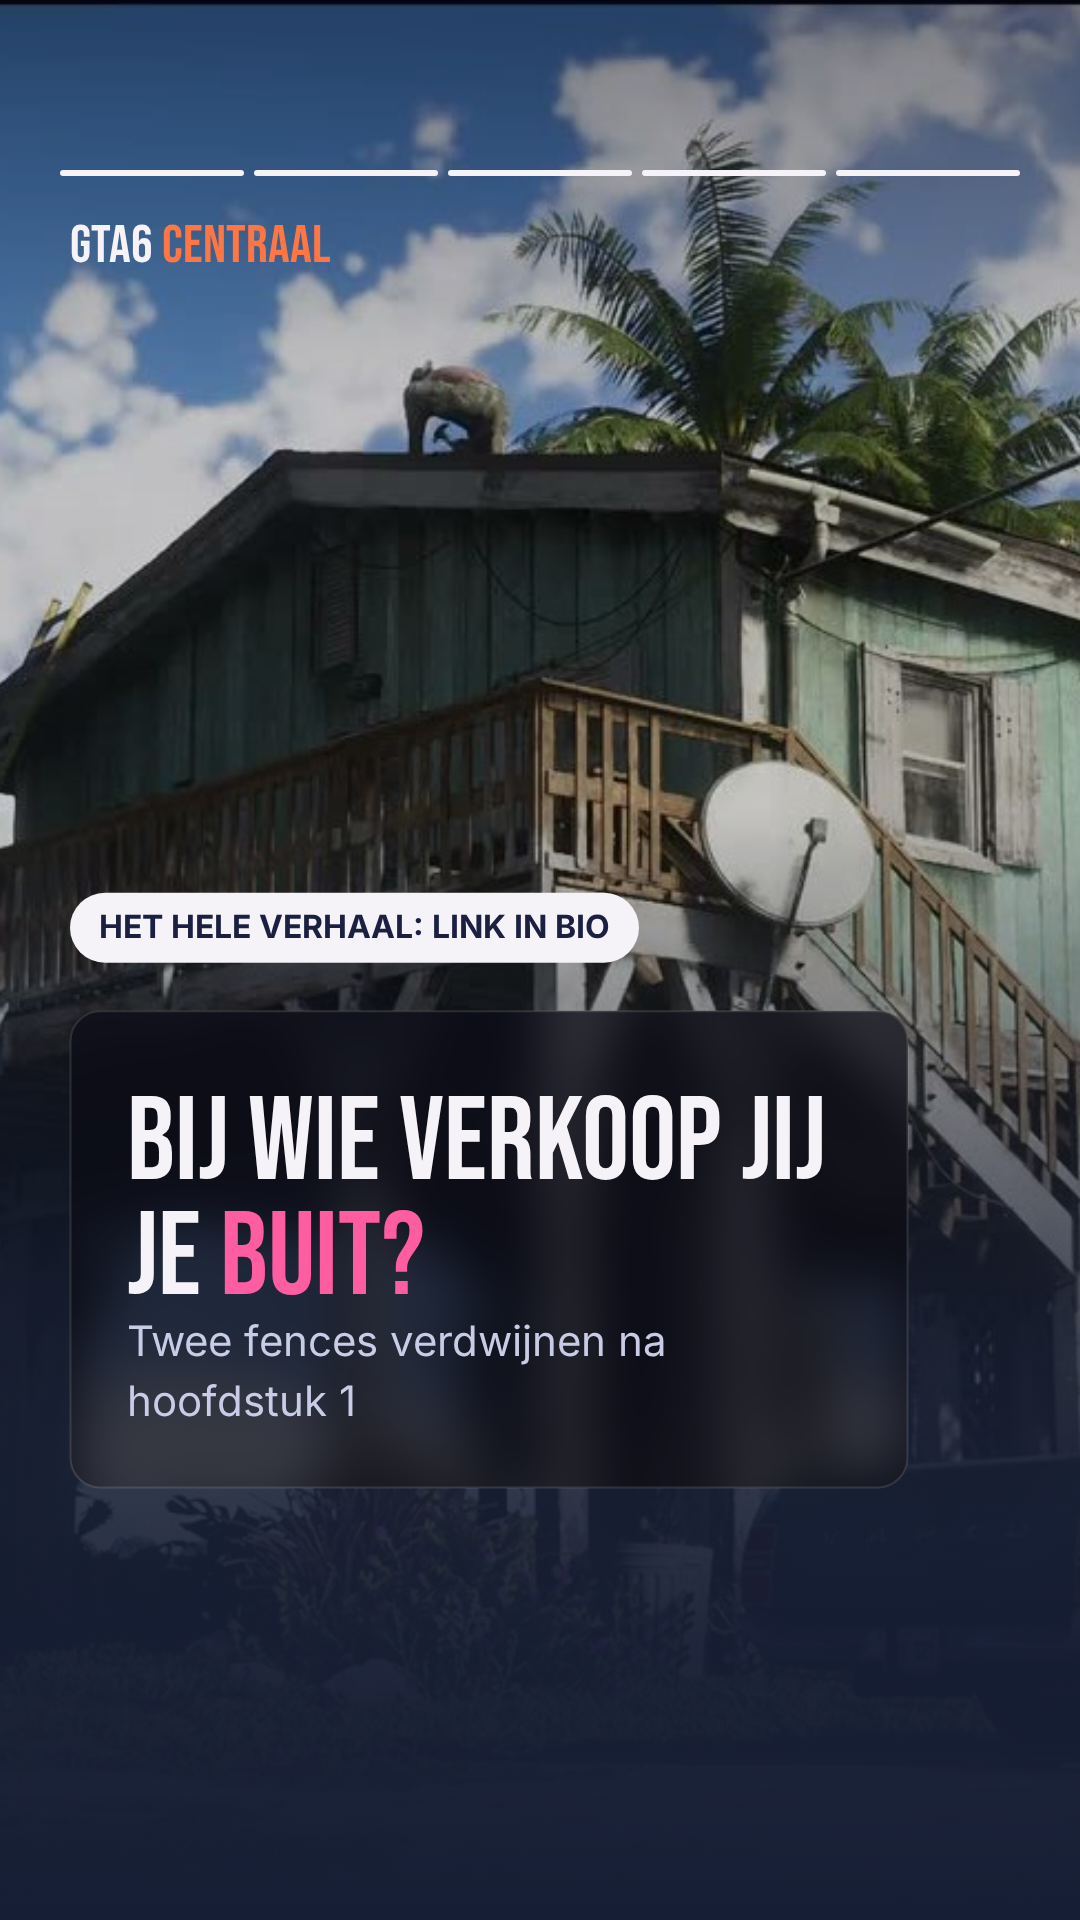 GTA6 CENTRAAL
HET HELE VERHAAL: LINK IN BIO
BIJ WIE VERKOOP JIJ
JE BUIT?
Twee fences verdwijnen na
hoofdstuk 1